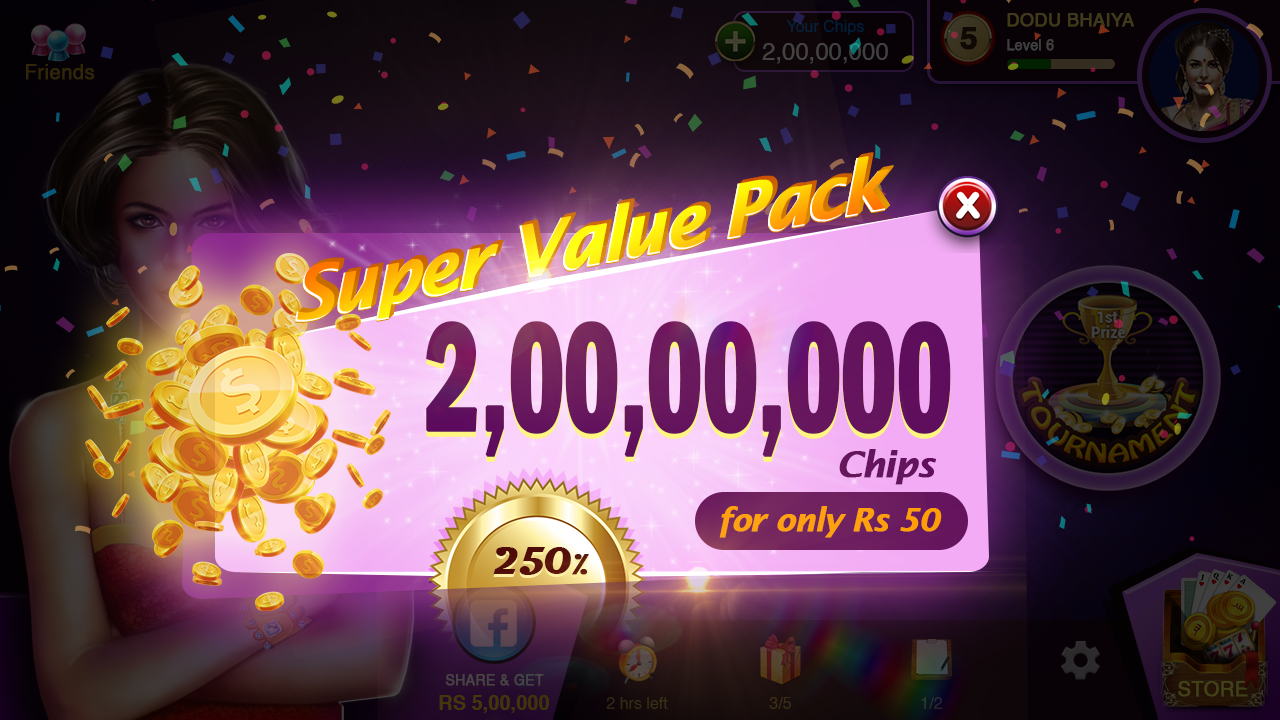 Friends
Your Chips
2,00,00,000
5
DODU BHAIYA
Level 6
Super Value Pack
1st
Prize
TOURNAMENT
2,00,00,000
Chips
for only Rs 50
250%
SHARE & GET
RS 5,00,000
2 hrs left
3/5
1/2
STORE